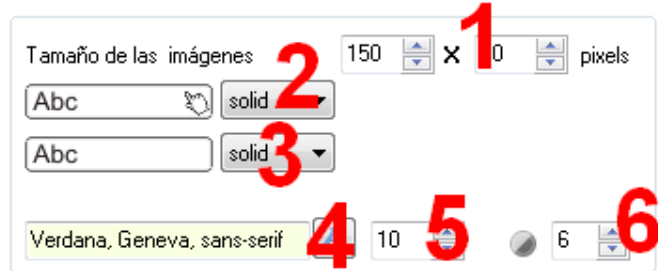 Tamaño de las imágenes 150 X 0 pixels 1
Abc solid 2
Abc solid 3
Verdana, Geneva, sans-serif 4 10 5 6 6